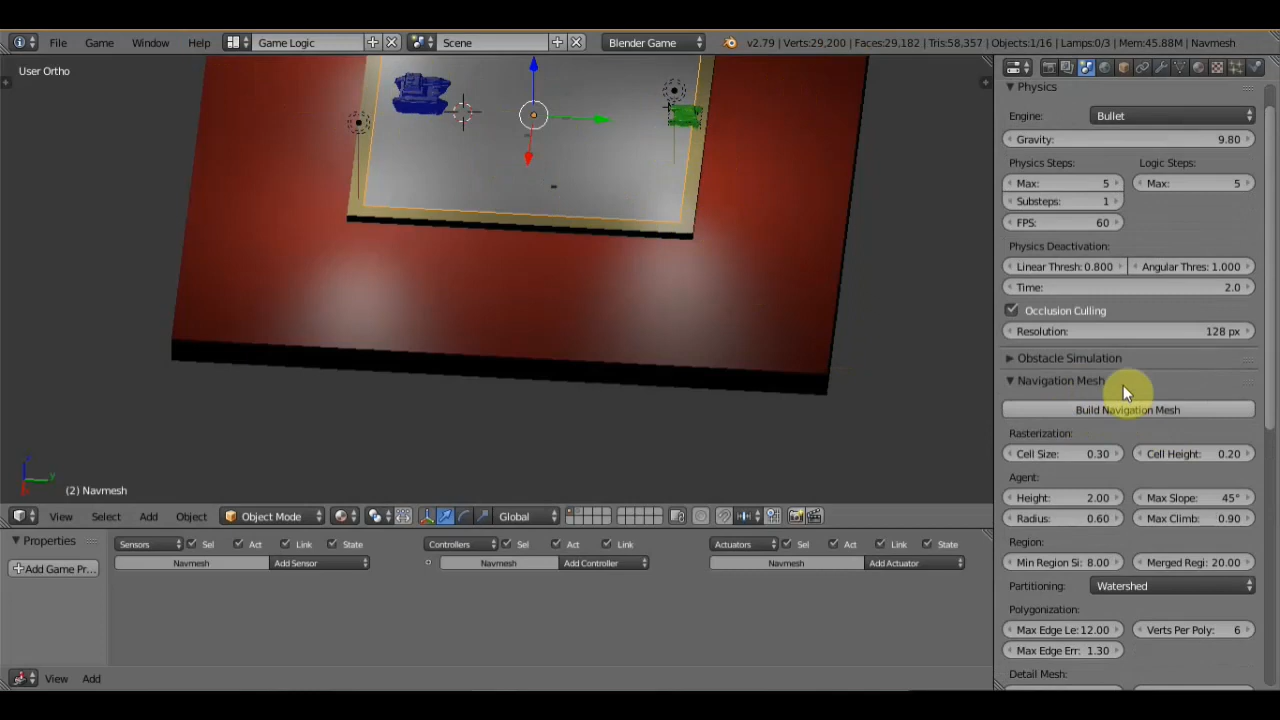 File Game Window Help Game Logic Scene Blender Game v2.79 | Verts:29,200 | Faces:29,182 | Tris:58,357 | Objects:1/16 | Lamps:0/3 | Mem:45.88M | Navmesh
User Ortho
(2) Navmesh
View Select Add Object Object Mode Global
Properties
Add Game Pr...
Sensors Sel Act Link State
Navmesh Add Sensor
Controllers Sel Act Link
Navmesh Add Controller
Actuators Sel Act Link State
Navmesh Add Actuator
View Add
Physics
Engine: Bullet
Gravity: 9.80
Physics Steps: Logic Steps:
Max: 5 Max: 5
Substeps: 1
FPS: 60
Physics Deactivation:
Linear Thresh: 0.800 Angular Thres: 1.000
Time: 2.0
Occlusion Culling
Resolution: 128 px
Obstacle Simulation
Navigation Mesh
Build Navigation Mesh
Rasterization:
Cell Size: 0.30 Cell Height: 0.20
Agent:
Height: 2.00 Max Slope: 45°
Radius: 0.60 Max Climb: 0.90
Region:
Min Region Si: 8.00 Merged Regi: 20.00
Partitioning: Watershed
Polygonization:
Max Edge Le: 12.00 Verts Per Poly: 6
Max Edge Err: 1.30
Detail Mesh: